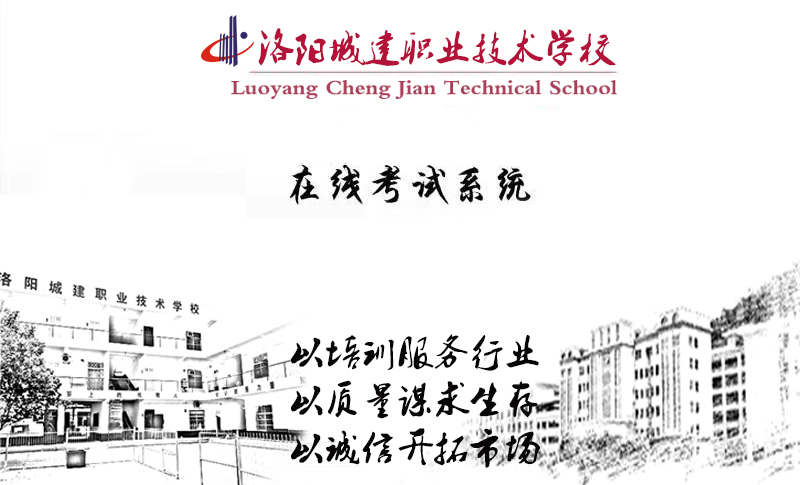 洛阳城建职业技术学校
Luoyang Cheng Jian Technical School
在线考试系统
洛阳城建职业技术学校
以培训服务行业
以质量谋求生存
以诚信开拓市场